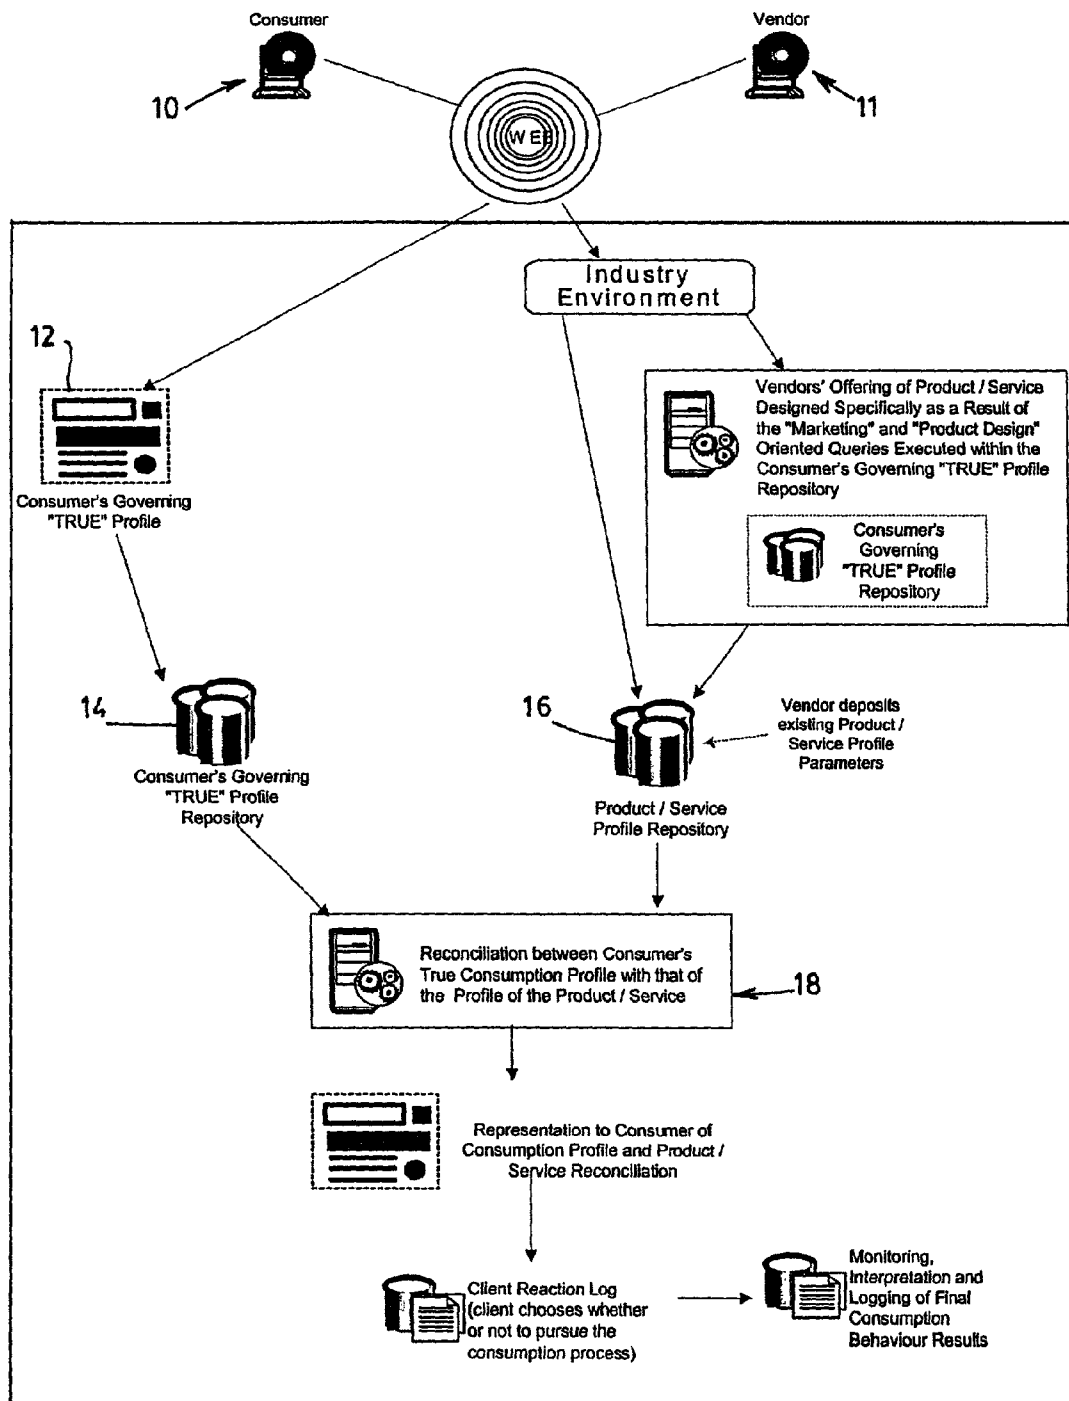 Consumer
Vendor
10
11
WEB
Industry
Environment
12
Vendors' Offering of Product / Service
Designed Specifically as a Result of
the "Marketing" and "Product Design"
Oriented Queries Executed within the
Consumer's Governing "TRUE" Profile
Repository
Consumer's Governing
"TRUE" Profile
Consumer's
Governing
"TRUE" Profile
Repository
14
16
Vendor deposits
existing Product /
Service Profile
Parameters
Consumer's Governing
"TRUE" Profile
Repository
Product / Service
Profile Repository
Reconciliation between Consumer's
True Consumption Profile with that of
the Profile of the Product / Service
18
Representation to Consumer of
Consumption Profile and Product /
Service Reconciliation
Client Reaction Log
(client chooses whether
or not to pursue the
consumption process)
Monitoring,
Interpretation and
Logging of Final
Consumption
Behaviour Results